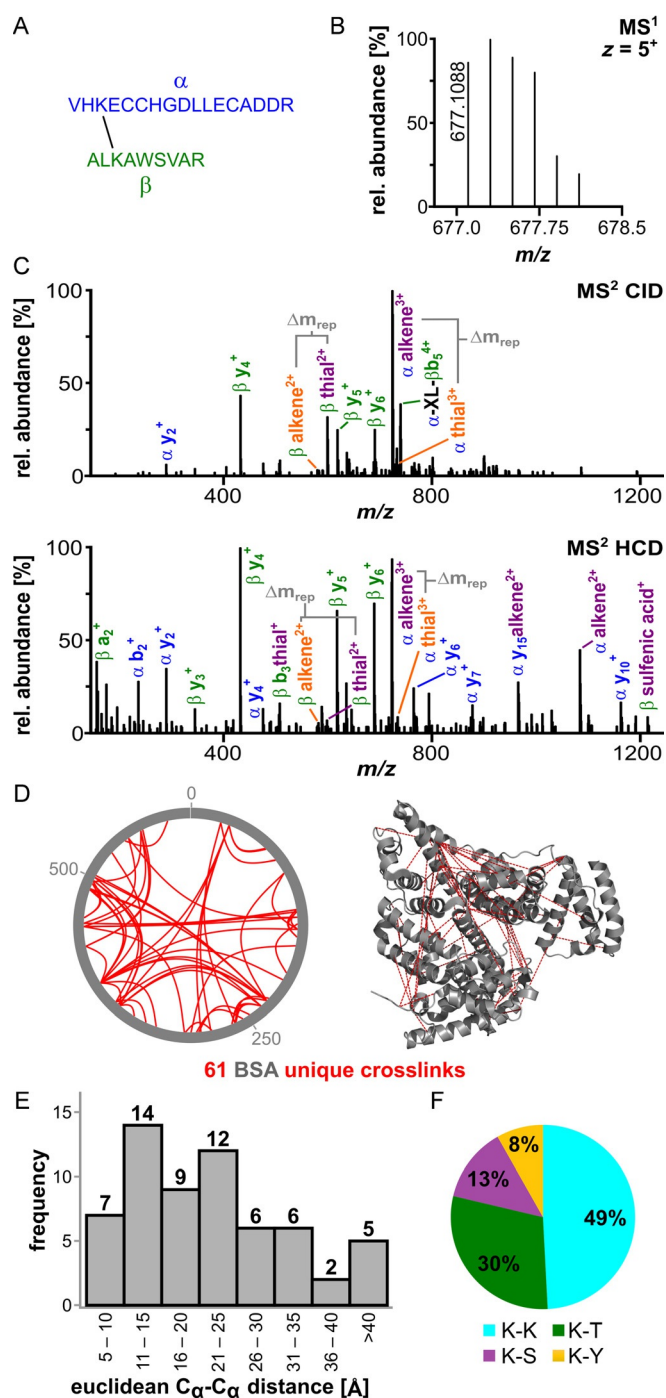 A
α
VHKECCHGDLLECADDR
ALKAWSVAR
β
B
MS¹
z = 5⁺
rel. abundance [%]
100
50
0
677.1088
677.0
677.75
678.5
m/z
C
MS² CID
rel. abundance [%]
100
50
0
α y₂⁺
β y₄⁺
Δmrep
β alkene²⁺
β thial²⁺
β y₅⁺
β y₆⁺
α alkene³⁺
α-XL-βb₅⁴⁺
α thial³⁺
Δmrep
400
800
1200
m/z
MS² HCD
rel. abundance [%]
100
50
0
β a₂⁺
α b₂⁺
α y₂⁺
β y₃⁺
β y₄⁺
α y₄⁺
β b₃thial⁺
Δmrep
β alkene²⁺
β y₅⁺
β thial²⁺
β y₆⁺
α alkene³⁺
α thial³⁺
Δmrep
α y₆⁺
α y₇⁺
α y₁₅alkene²⁺
α alkene²⁺
α y₁₀⁺
β sulfenic acid⁺
400
800
1200
m/z
D
0
500
250
61 BSA unique crosslinks
E
frequency
15
10
5
0
7
14
9
12
6
6
2
5
5 – 10
11 – 15
16 – 20
21 – 25
26 – 30
31 – 35
36 – 40
>40
euclidean Cα-Cα distance [Å]
F
8%
13%
49%
30%
K-K
K-T
K-S
K-Y